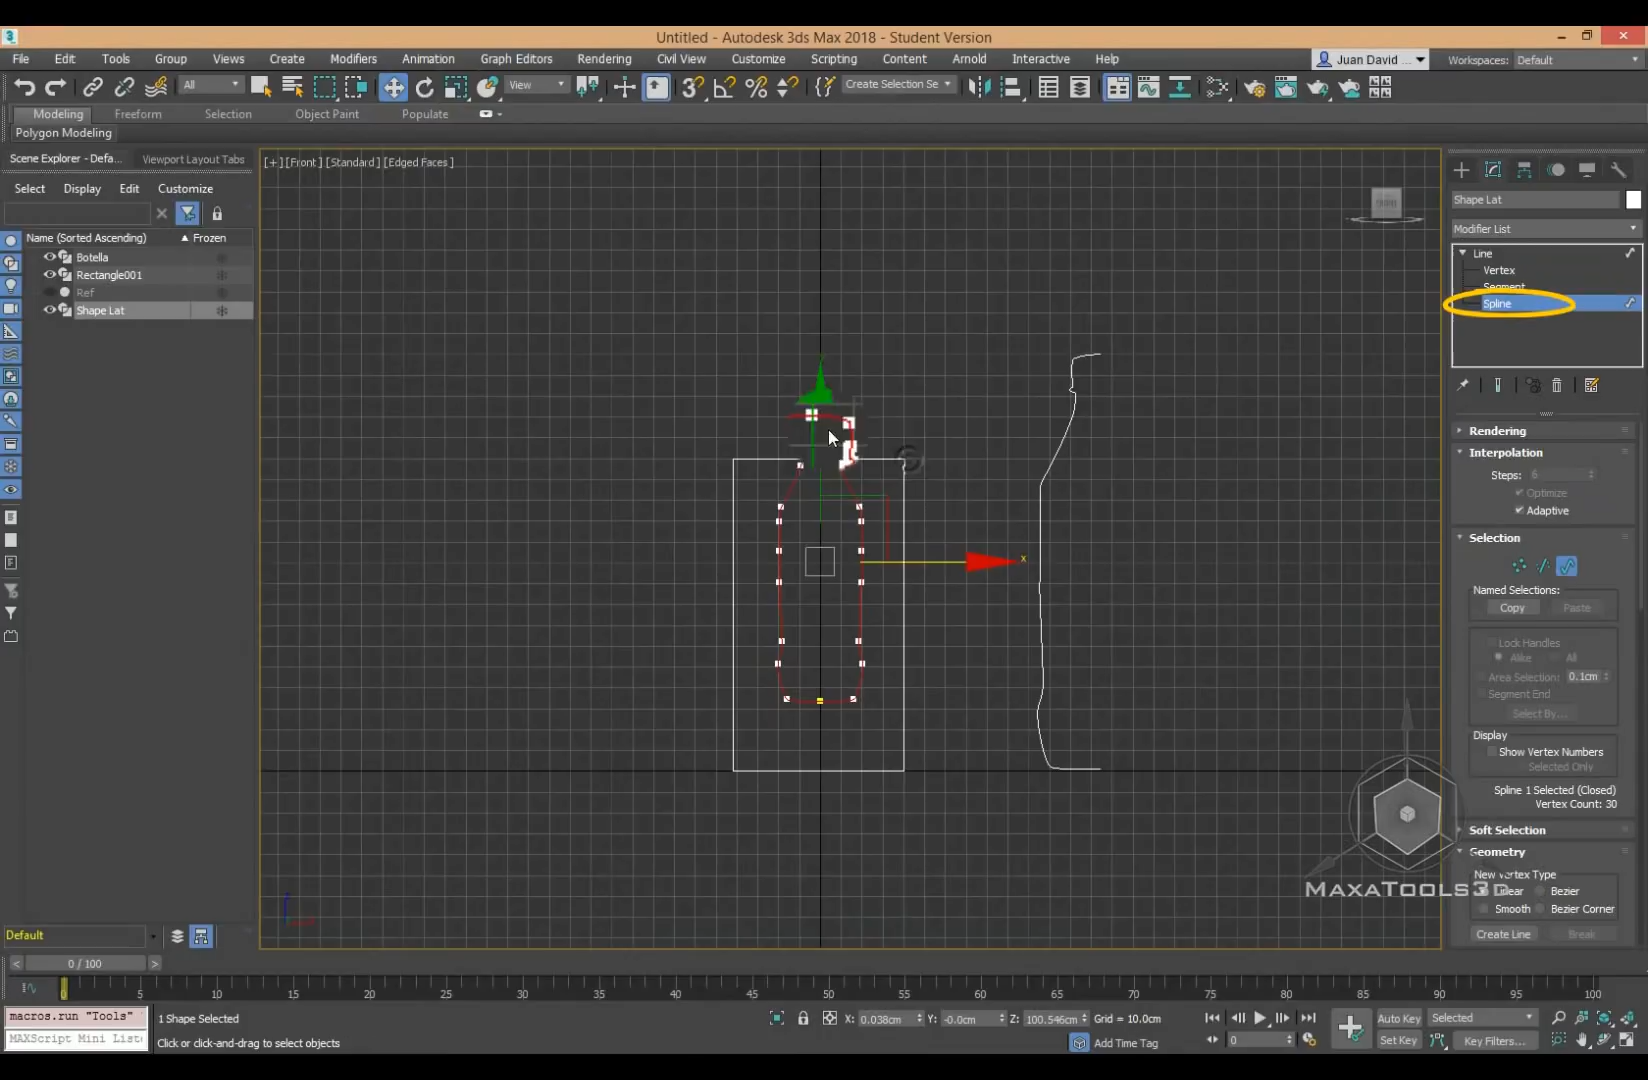 3
Untitled - Autodesk 3ds Max 2018 - Student Version
File Edit Tools Group Views Create Modifiers Animation Graph Editors Rendering Civil View Customize Scripting Content Arnold Interactive Help Juan David ... Workspaces: Default
All View Create Selection Se
Modeling Freeform Selection Object Paint Populate
Polygon Modeling
Scene Explorer - Defa... Viewport Layout Tabs
[+] [Front ] [Standard ] [Edged Faces ]
Select Display Edit Customize
Name (Sorted Ascending) Frozen
Botella
Rectangle001
Ref
Shape Lat
x
Shape Lat
Modifier List
Line
Vertex
Segment
Spline
Rendering
Interpolation
Steps: 6
Optimize
Adaptive
Selection
Named Selections:
Copy Paste
Lock Handles
Alike All
Area Selection: 0.1cm
Segment End
Select By...
Display
Show Vertex Numbers
Selected Only
Spline 1 Selected (Closed)
Vertex Count: 30
Soft Selection
Geometry
New Vertex Type
Linear Bezier
Smooth Bezier Corner
Create Line Break
MAXATOOLS3D
Default
< 0 / 100 >
0 5 10 15 20 25 30 35 40 45 50 55 60 65 70 75 80 85 90 95 100
macros.run "Tools"
MAXScript Mini List
1 Shape Selected
Click or click-and-drag to select objects
X: 0.038cm Y: -0.0cm Z: 100.546cm Grid = 10.0cm
Add Time Tag
0
Auto Key Selected
Set Key Key Filters...